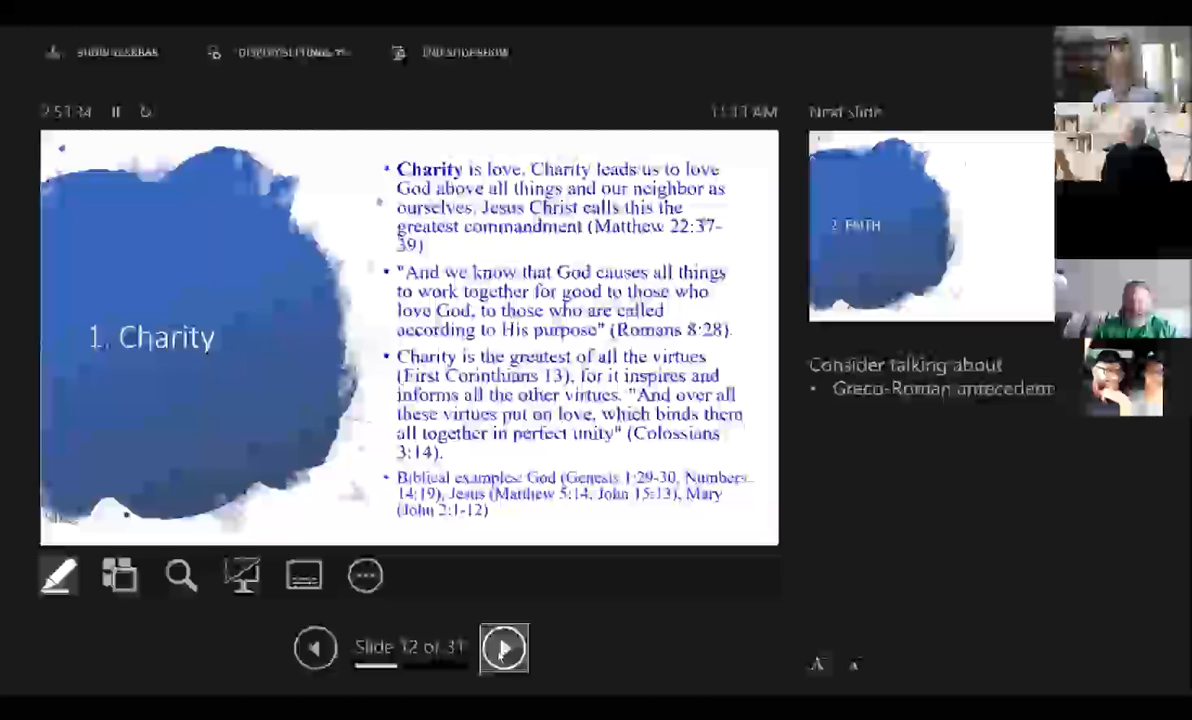 END SLIDESHOW
11:13 AM
Next slide
• Charity is love. Charity leads us to love
God above all things and our neighbor as
ourselves. Jesus Christ calls this the
greatest commandment (Matthew 22:37-
39)
• "And we know that God causes all things
to work together for good to those who
love God, to those who are called
according to His purpose" (Romans 8:28).
• Charity is the greatest of all the virtues
(First Corinthians 13), for it inspires and
informs all the other virtues. "And over all
these virtues put on love, which binds them
all together in perfect unity" (Colossians
3:14).
• Biblical examples: God (Genesis 1:29-30, Numbers
14:19), Jesus (Matthew 5:14, John 15:13), Mary
(John 2:1-12)
1. Charity
2. FAITH
Consider talking about
• Greco-Roman antecedent
Slide 12 of 31
A A